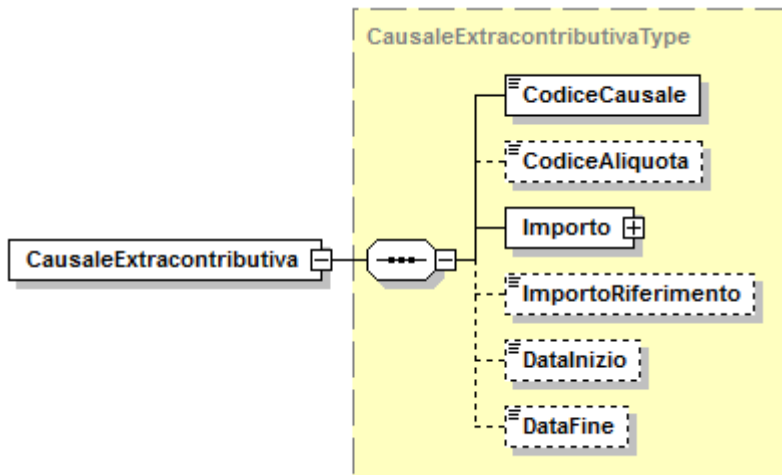 CausaleExtracontributivaType
CodiceCausale
CodiceAliquota
CausaleExtracontributiva
Importo
ImportoRiferimento
DataInizio
DataFine